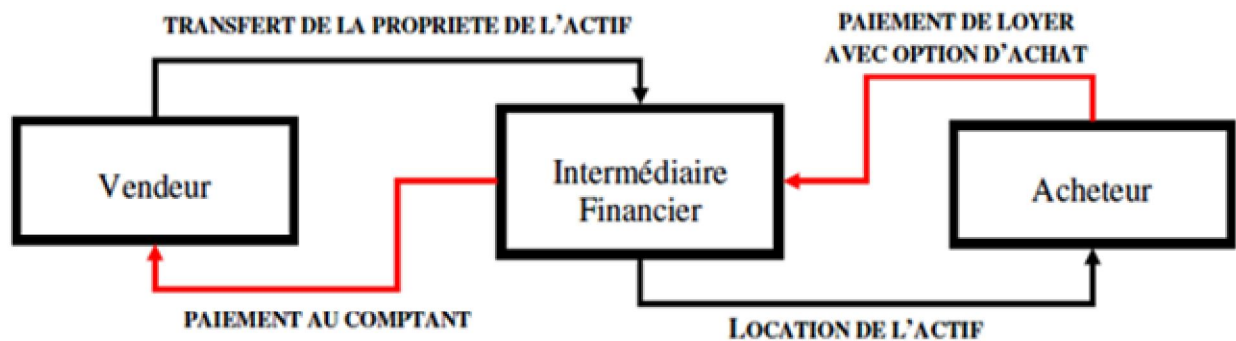 TRANSFERT DE LA PROPRIETE DE L'ACTIF
PAIEMENT DE LOYER
AVEC OPTION D'ACHAT
Vendeur
Intermédiaire
Financier
Acheteur
PAIEMENT AU COMPTANT
LOCATION DE L'ACTIF